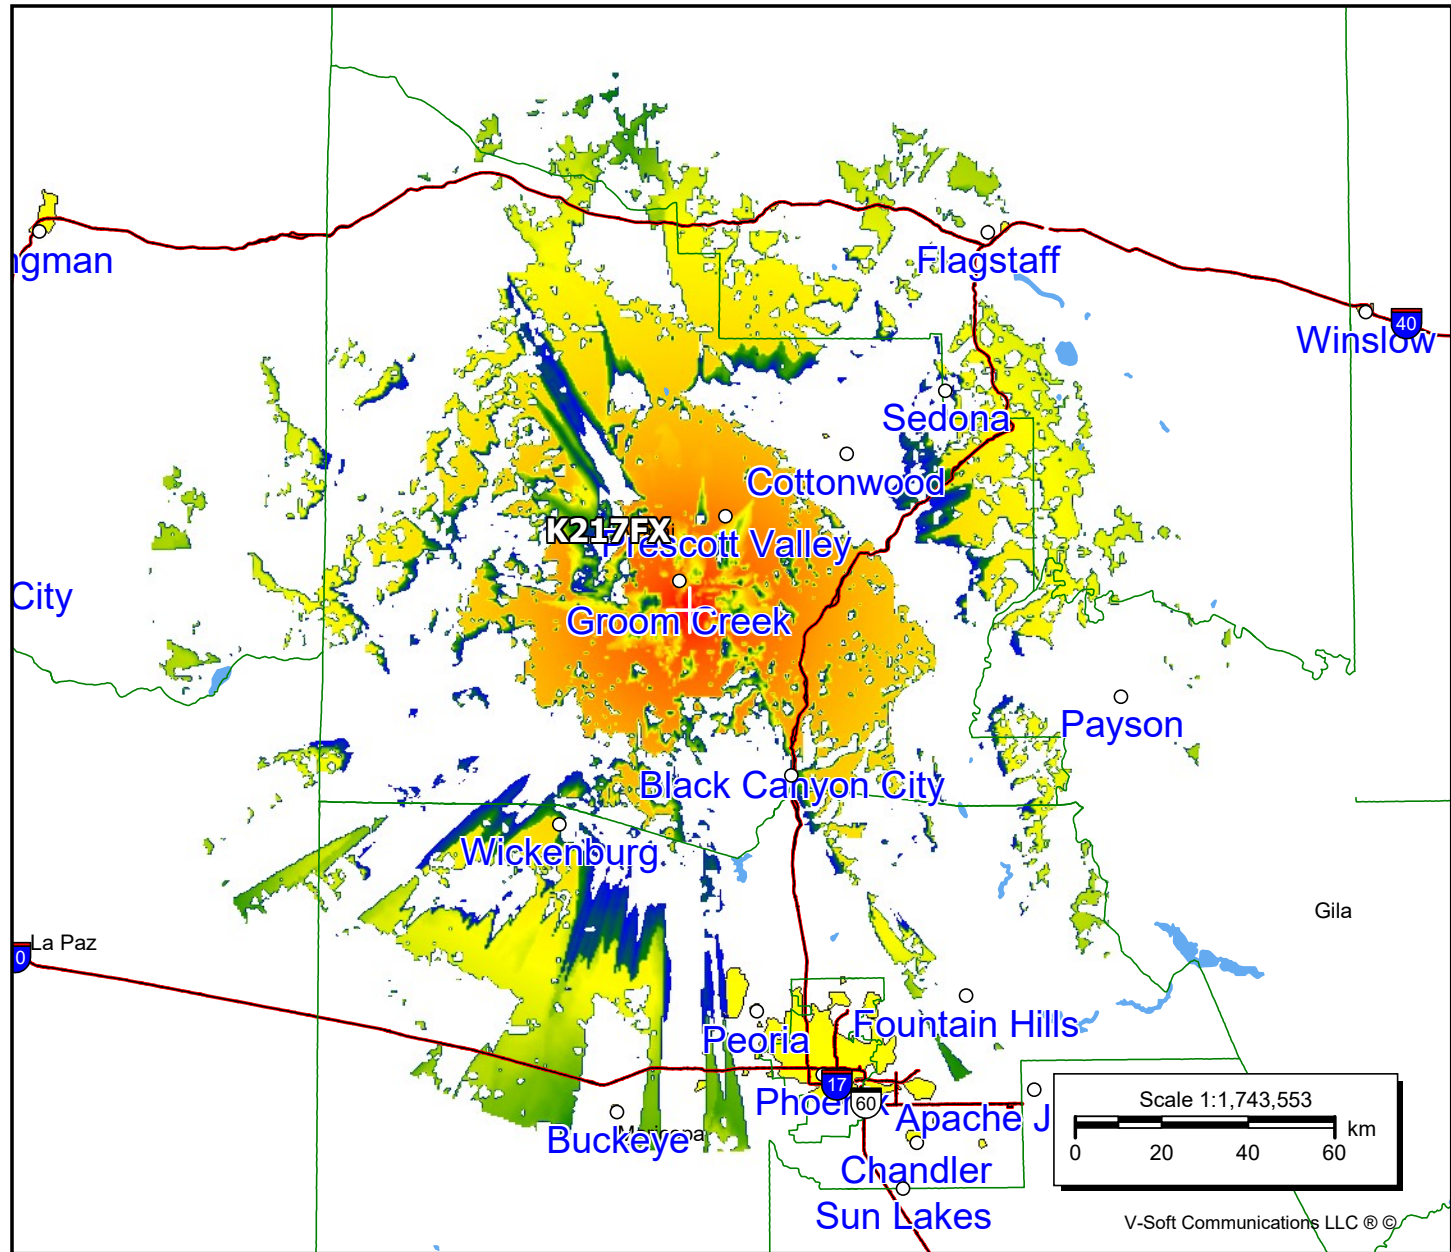 ngman
Flagstaff
40
Winslow
Sedona
Cottonwood
K217FX
Prescott Valley
City
Groom Creek
Payson
Black Canyon City
Wickenburg
Gila
La Paz
0
Fountain Hills
Peoria
17
Phoenix
60
Apache J
Scale 1:1,743,553
km
0 20 40 60
Buckeye
Maricopa
Chandler
Sun Lakes
V-Soft Communications LLC ® ©